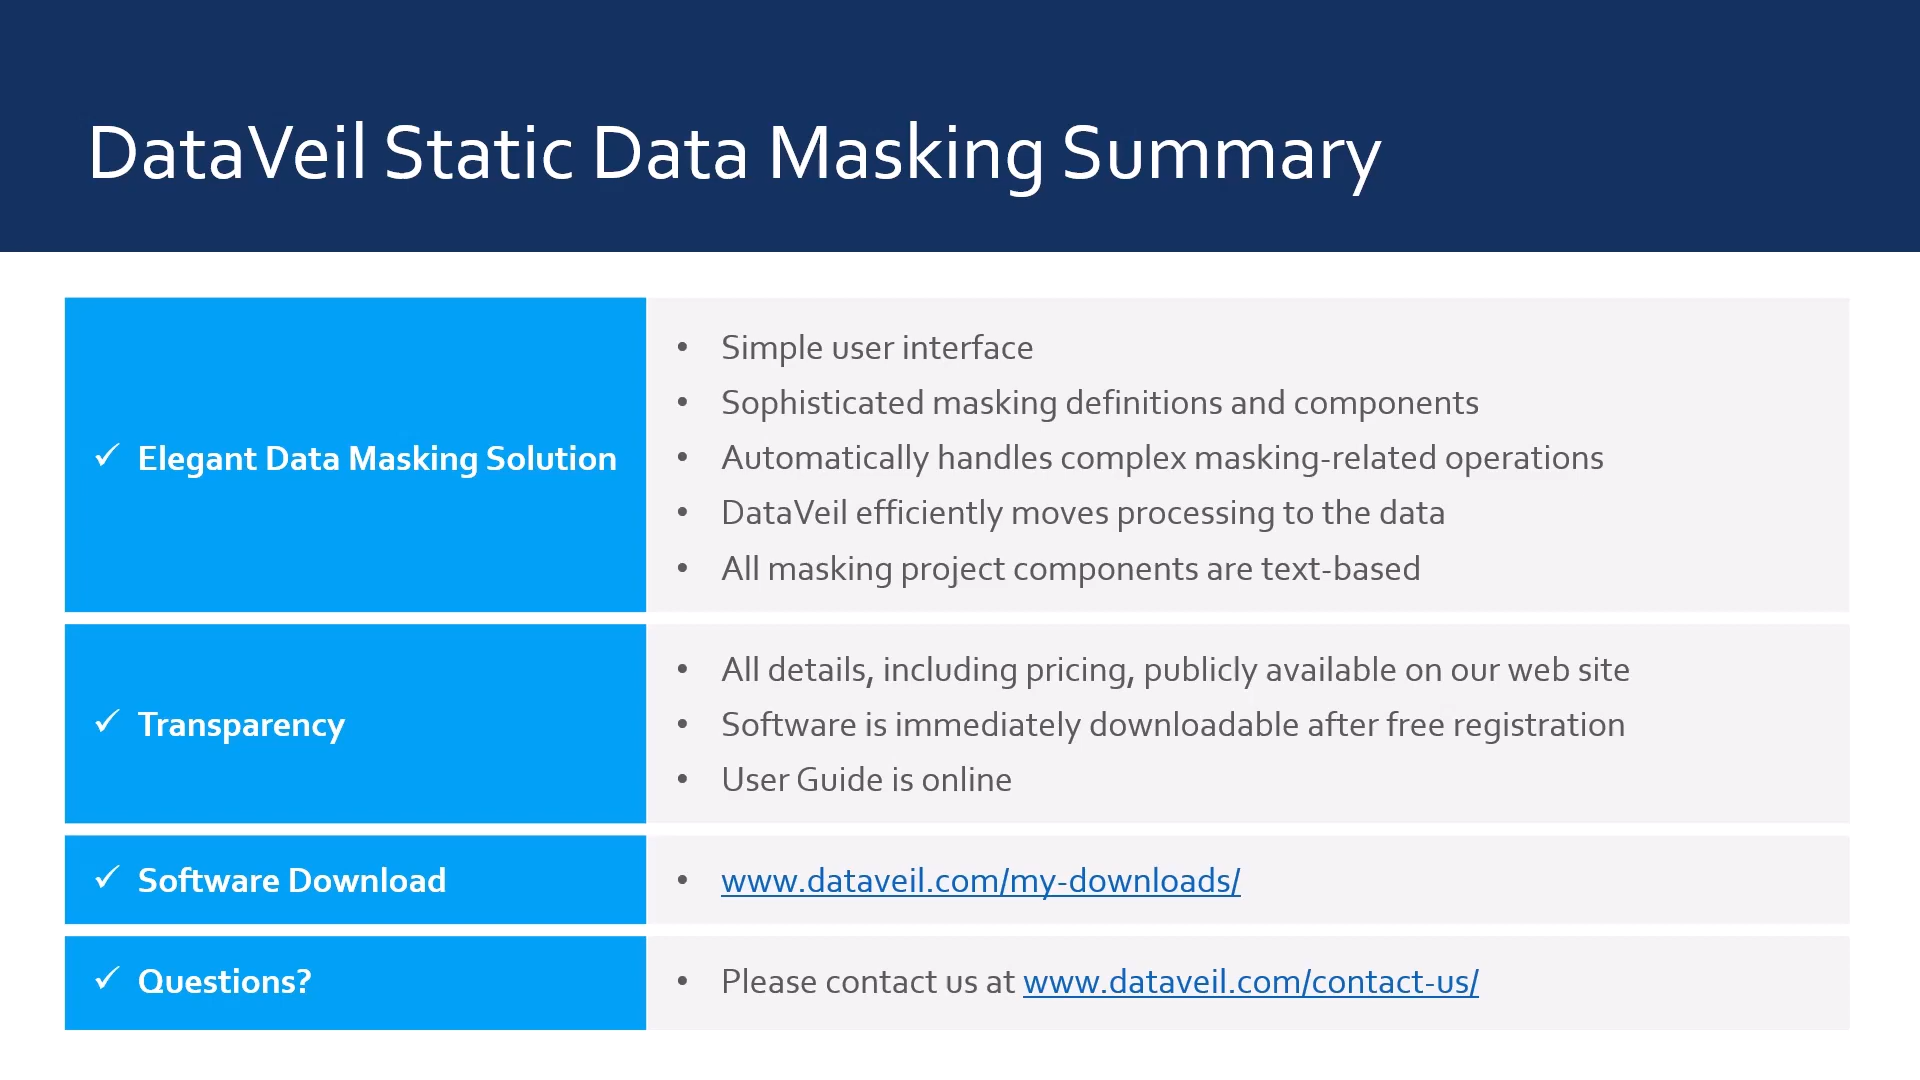 DataVeil Static Data Masking Summary
✓ Elegant Data Masking Solution
• Simple user interface
• Sophisticated masking definitions and components
• Automatically handles complex masking-related operations
• DataVeil efficiently moves processing to the data
• All masking project components are text-based
✓ Transparency
• All details, including pricing, publicly available on our web site
• Software is immediately downloadable after free registration
• User Guide is online
✓ Software Download
• www.dataveil.com/my-downloads/
✓ Questions?
• Please contact us at www.dataveil.com/contact-us/